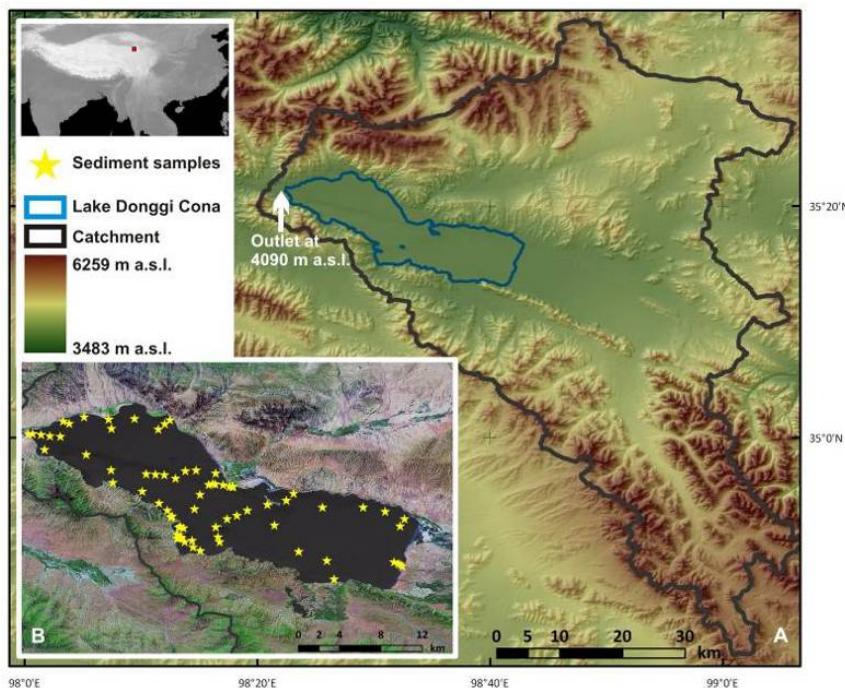 Sediment samples
Lake Donggi Cona
Catchment
6259 m a.s.l.
3483 m a.s.l.
Outlet at
4090 m a.s.l.
35°20'N
35°0'N
B
0 2 4 8 12
km
0 5 10 20 30
km
A
98°0'E
98°20'E
98°40'E
99°0'E